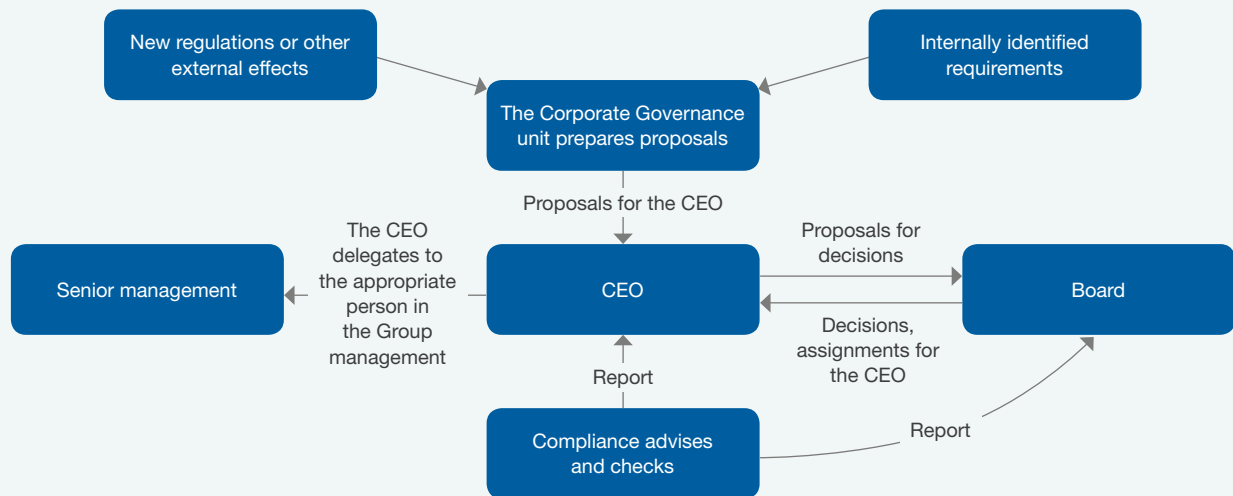 New regulations or other
external effects
Internally identified
requirements
The Corporate Governance
unit prepares proposals
Proposals for the CEO
The CEO
delegates to
the appropriate
person in
the Group
management
Proposals for
decisions
Senior management
CEO
Board
Decisions,
assignments for
the CEO
Report
Report
Compliance advises
and checks